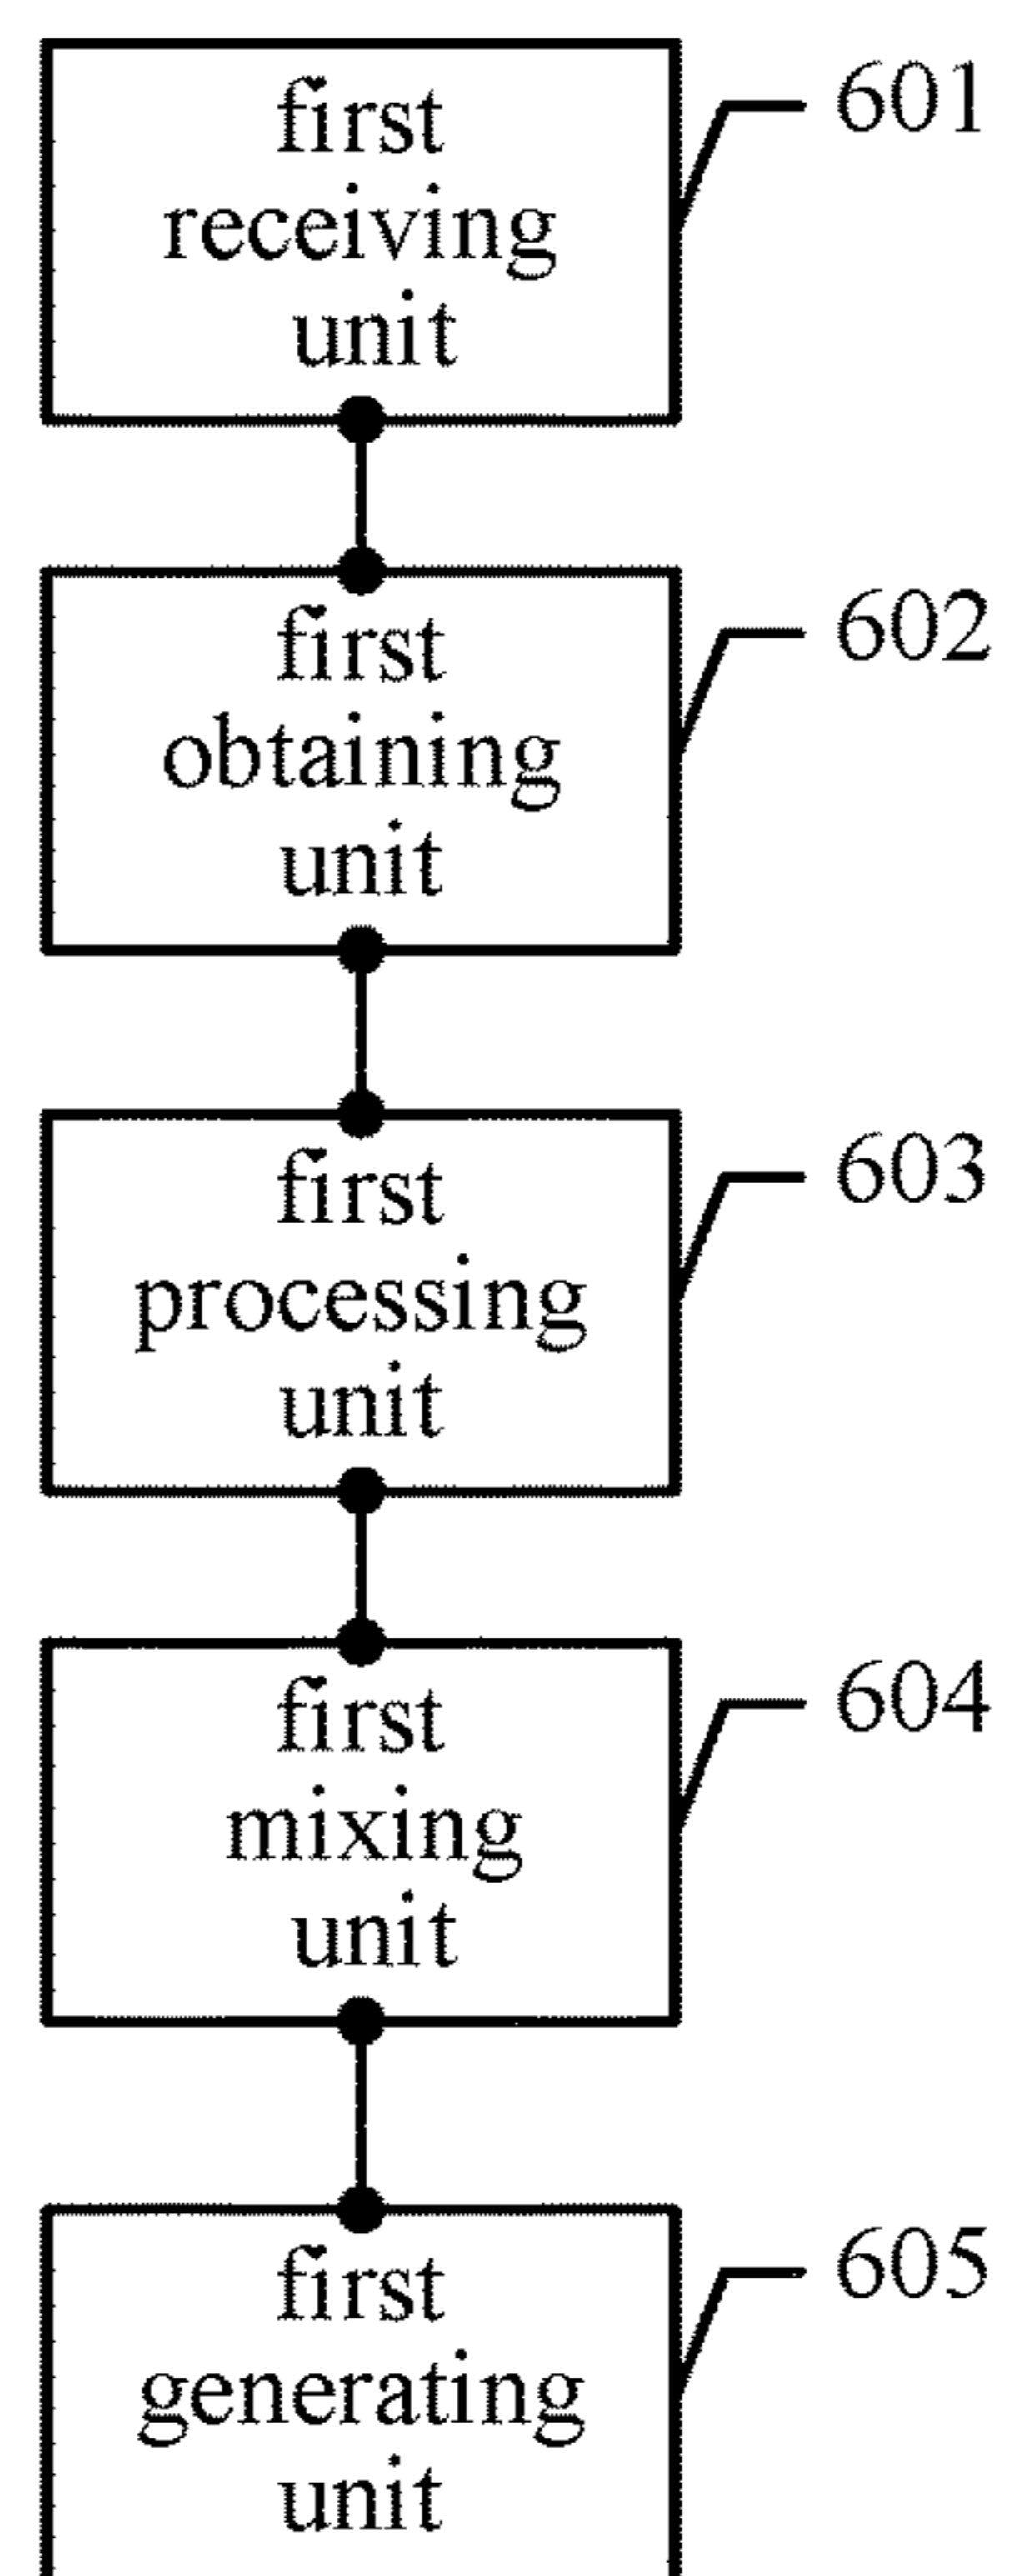 first
receiving
unit
601
first
obtaining
unit
602
first
processing
unit
603
first
mixing
unit
604
first
generating
unit
605